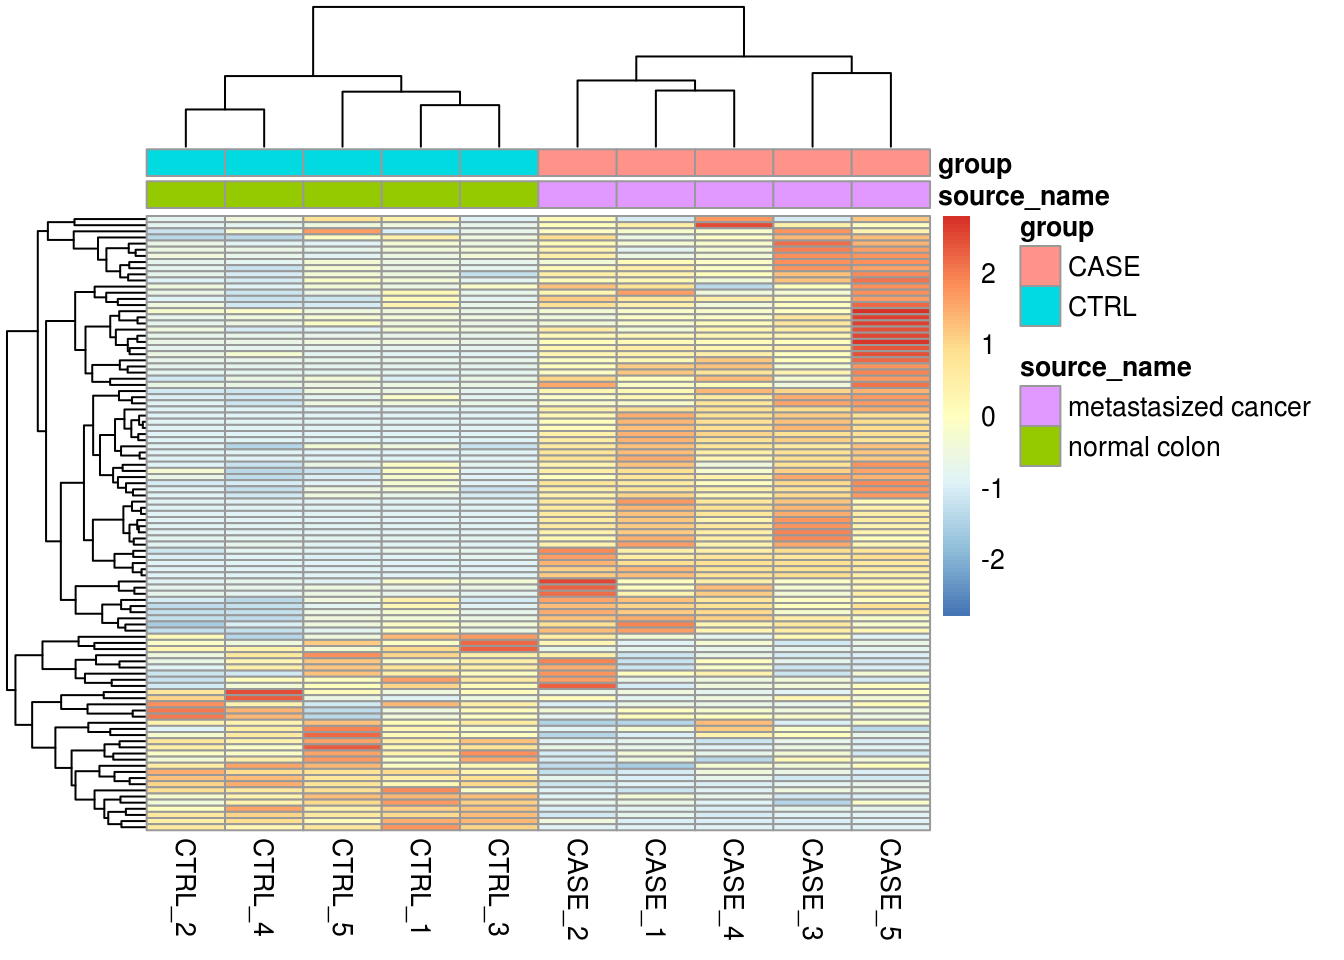 group
source_name
group
CASE
CTRL
source_name
metastasized cancer
normal colon
2
1
0
-1
-2
CTRL_2
CTRL_4
CTRL_5
CTRL_1
CTRL_3
CASE_2
CASE_1
CASE_4
CASE_3
CASE_5